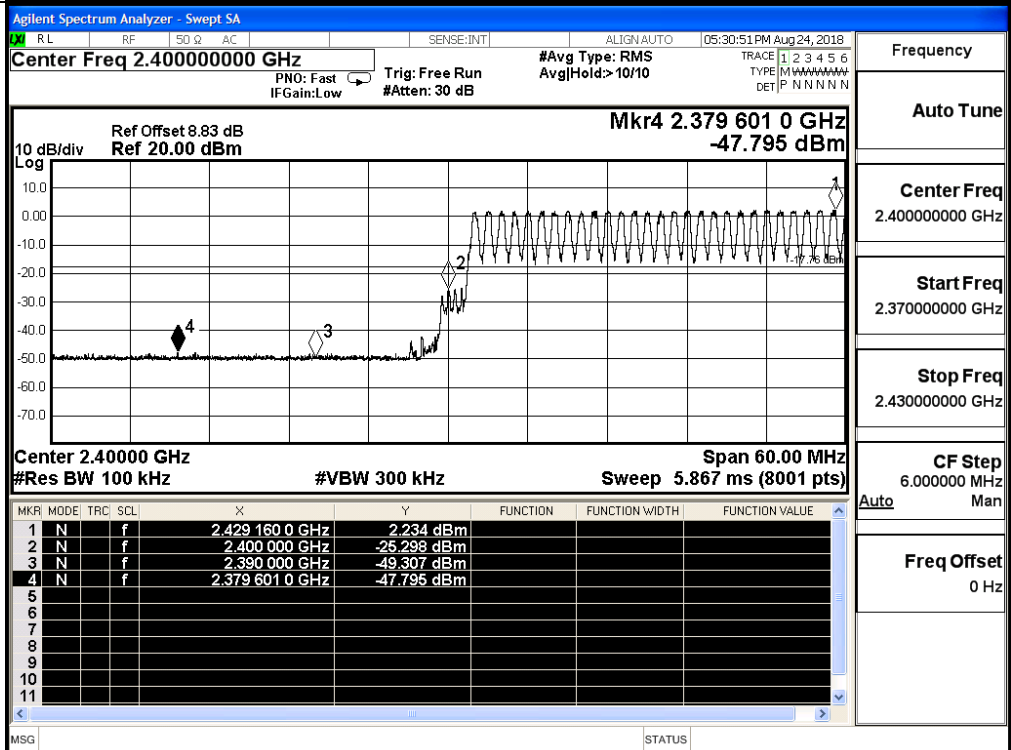 Agilent Spectrum Analyzer - Swept SA
LXI RL RF 50 Ω AC SENSE:INT ALIGN AUTO 05:30:51 PM Aug 24, 2018
Center Freq 2.400000000 GHz
PNO: Fast
IFGain:Low
Trig: Free Run
#Atten: 30 dB
#Avg Type: RMS
Avg|Hold:> 10/10
TRACE 1 2 3 4 5 6
TYPE M
DET P N N N N N
Mkr4 2.379 601 0 GHz
-47.795 dBm
Ref Offset 8.83 dB
10 dB/div Ref 20.00 dBm
Log
10.0
0.00
-10.0
-20.0
-30.0
-40.0
-50.0
-60.0
-70.0
1
2
3
4
-17.76 dBm
Center 2.40000 GHz Span 60.00 MHz
#Res BW 100 kHz #VBW 300 kHz Sweep 5.867 ms (8001 pts)
MKR MODE TRC SCL X Y FUNCTION FUNCTION WIDTH FUNCTION VALUE
1 N f 2.429 160 0 GHz 2.234 dBm
2 N f 2.400 000 GHz -25.298 dBm
3 N f 2.390 000 GHz -49.307 dBm
4 N f 2.379 601 0 GHz -47.795 dBm
5
6
7
8
9
10
11
MSG STATUS
Frequency
Auto Tune
Center Freq
2.400000000 GHz
Start Freq
2.370000000 GHz
Stop Freq
2.430000000 GHz
CF Step
6.000000 MHz
Auto Man
Freq Offset
0 Hz